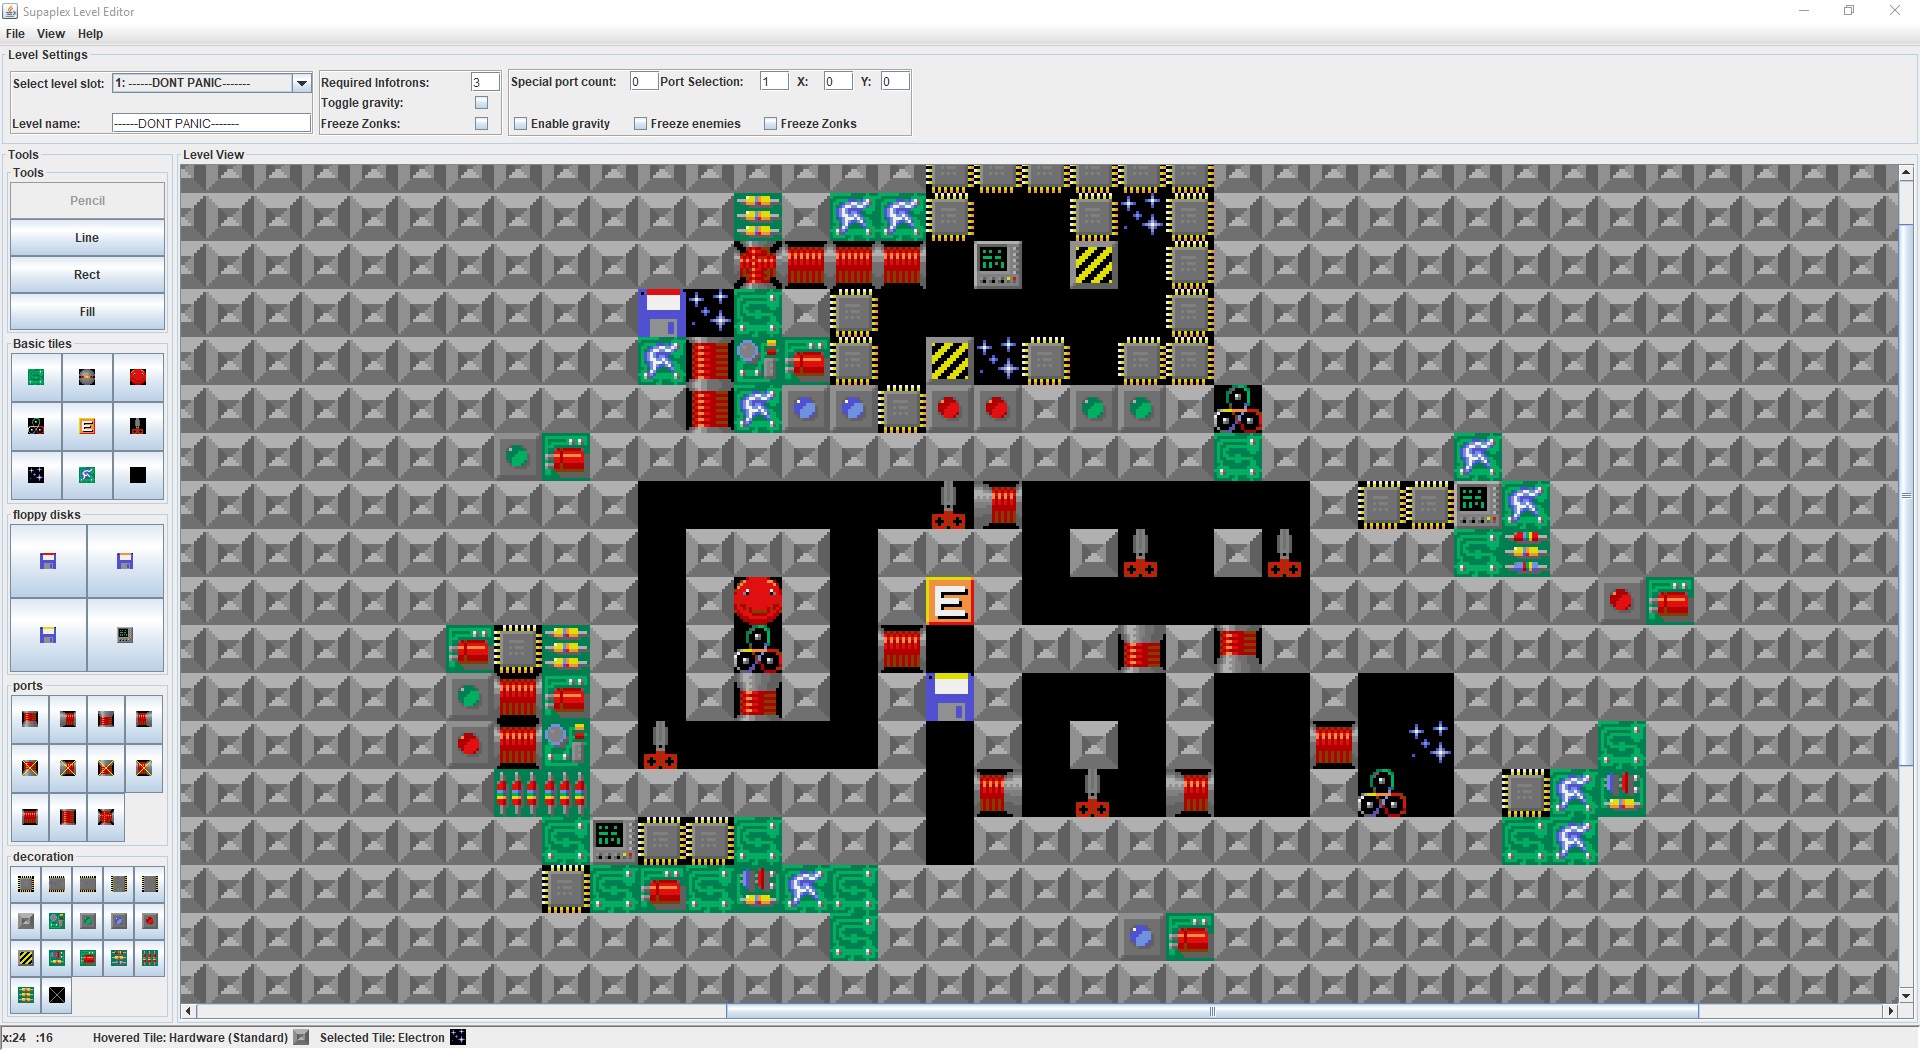 Supaplex Level Editor
File View Help
Level Settings
Select level slot: 1: ------DONT PANIC-------
Level name: ------DONT PANIC-------
Required Infotrons: 3
Toggle gravity:
Freeze Zonks:
Special port count: 0 Port Selection: 1 X: 0 Y: 0
Enable gravity Freeze enemies Freeze Zonks
Tools
Tools
Pencil
Line
Rect
Fill
Basic tiles
E
floppy disks
ports
decoration
Level View
E
x:24 :16 Hovered Tile: Hardware (Standard) Selected Tile: Electron